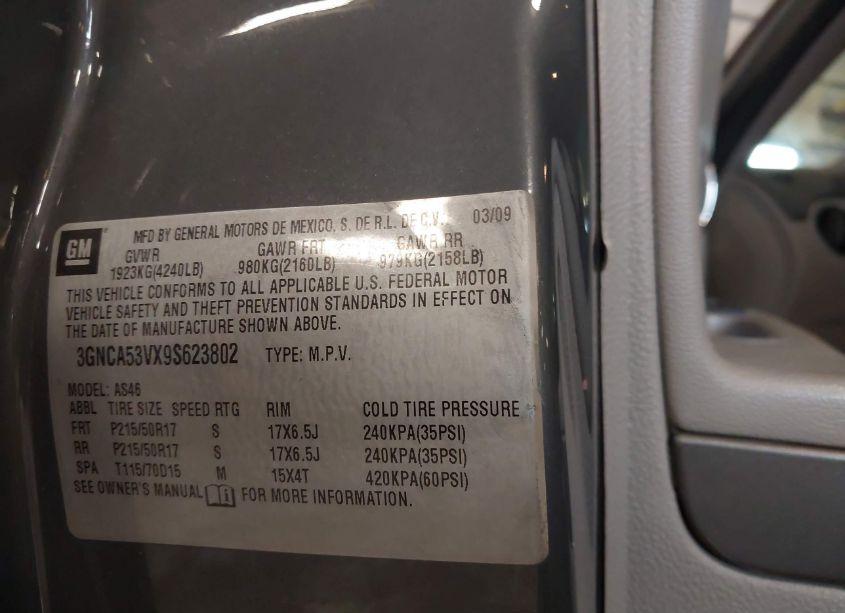 GM
MFD BY GENERAL MOTORS DE MEXICO, S. DE R.L. DE C.V. 03/09
GVWR GAWR FRT GAWR RR
1923KG(4240LB) 980KG(2160LB) 979KG(2158LB)
THIS VEHICLE CONFORMS TO ALL APPLICABLE U.S. FEDERAL MOTOR
VEHICLE SAFETY AND THEFT PREVENTION STANDARDS IN EFFECT ON
THE DATE OF MANUFACTURE SHOWN ABOVE.
3GNCA53VX9S623802 TYPE: M.P.V.
MODEL: AS46
ABBL TIRE SIZE SPEED RTG RIM COLD TIRE PRESSURE
FRT P215/50R17 S 17X6.5J 240KPA(35PSI)
RR P215/50R17 S 17X6.5J 240KPA(35PSI)
SPA T115/70D15 M 15X4T 420KPA(60PSI)
SEE OWNER'S MANUAL FOR MORE INFORMATION.